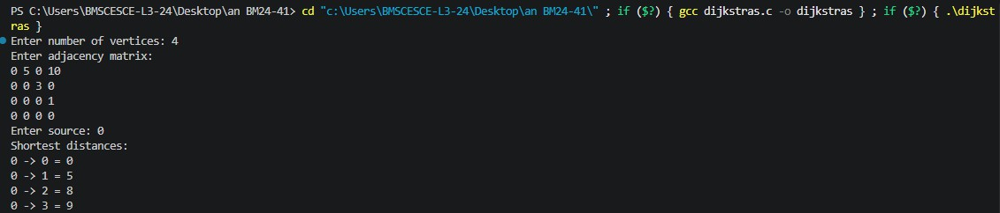 PS C:\Users\BMSCESCE-L3-24\Desktop\an BM24-41> cd "c:\Users\BMSCESCE-L3-24\Desktop\an BM24-41\" ; if ($?) { gcc dijkstras.c -o dijkstras } ; if ($?) { .\dijkst
ras }
Enter number of vertices: 4
Enter adjacency matrix:
0 5 0 10
0 0 3 0
0 0 0 1
0 0 0 0
Enter source: 0
Shortest distances:
0 -> 0 = 0
0 -> 1 = 5
0 -> 2 = 8
0 -> 3 = 9